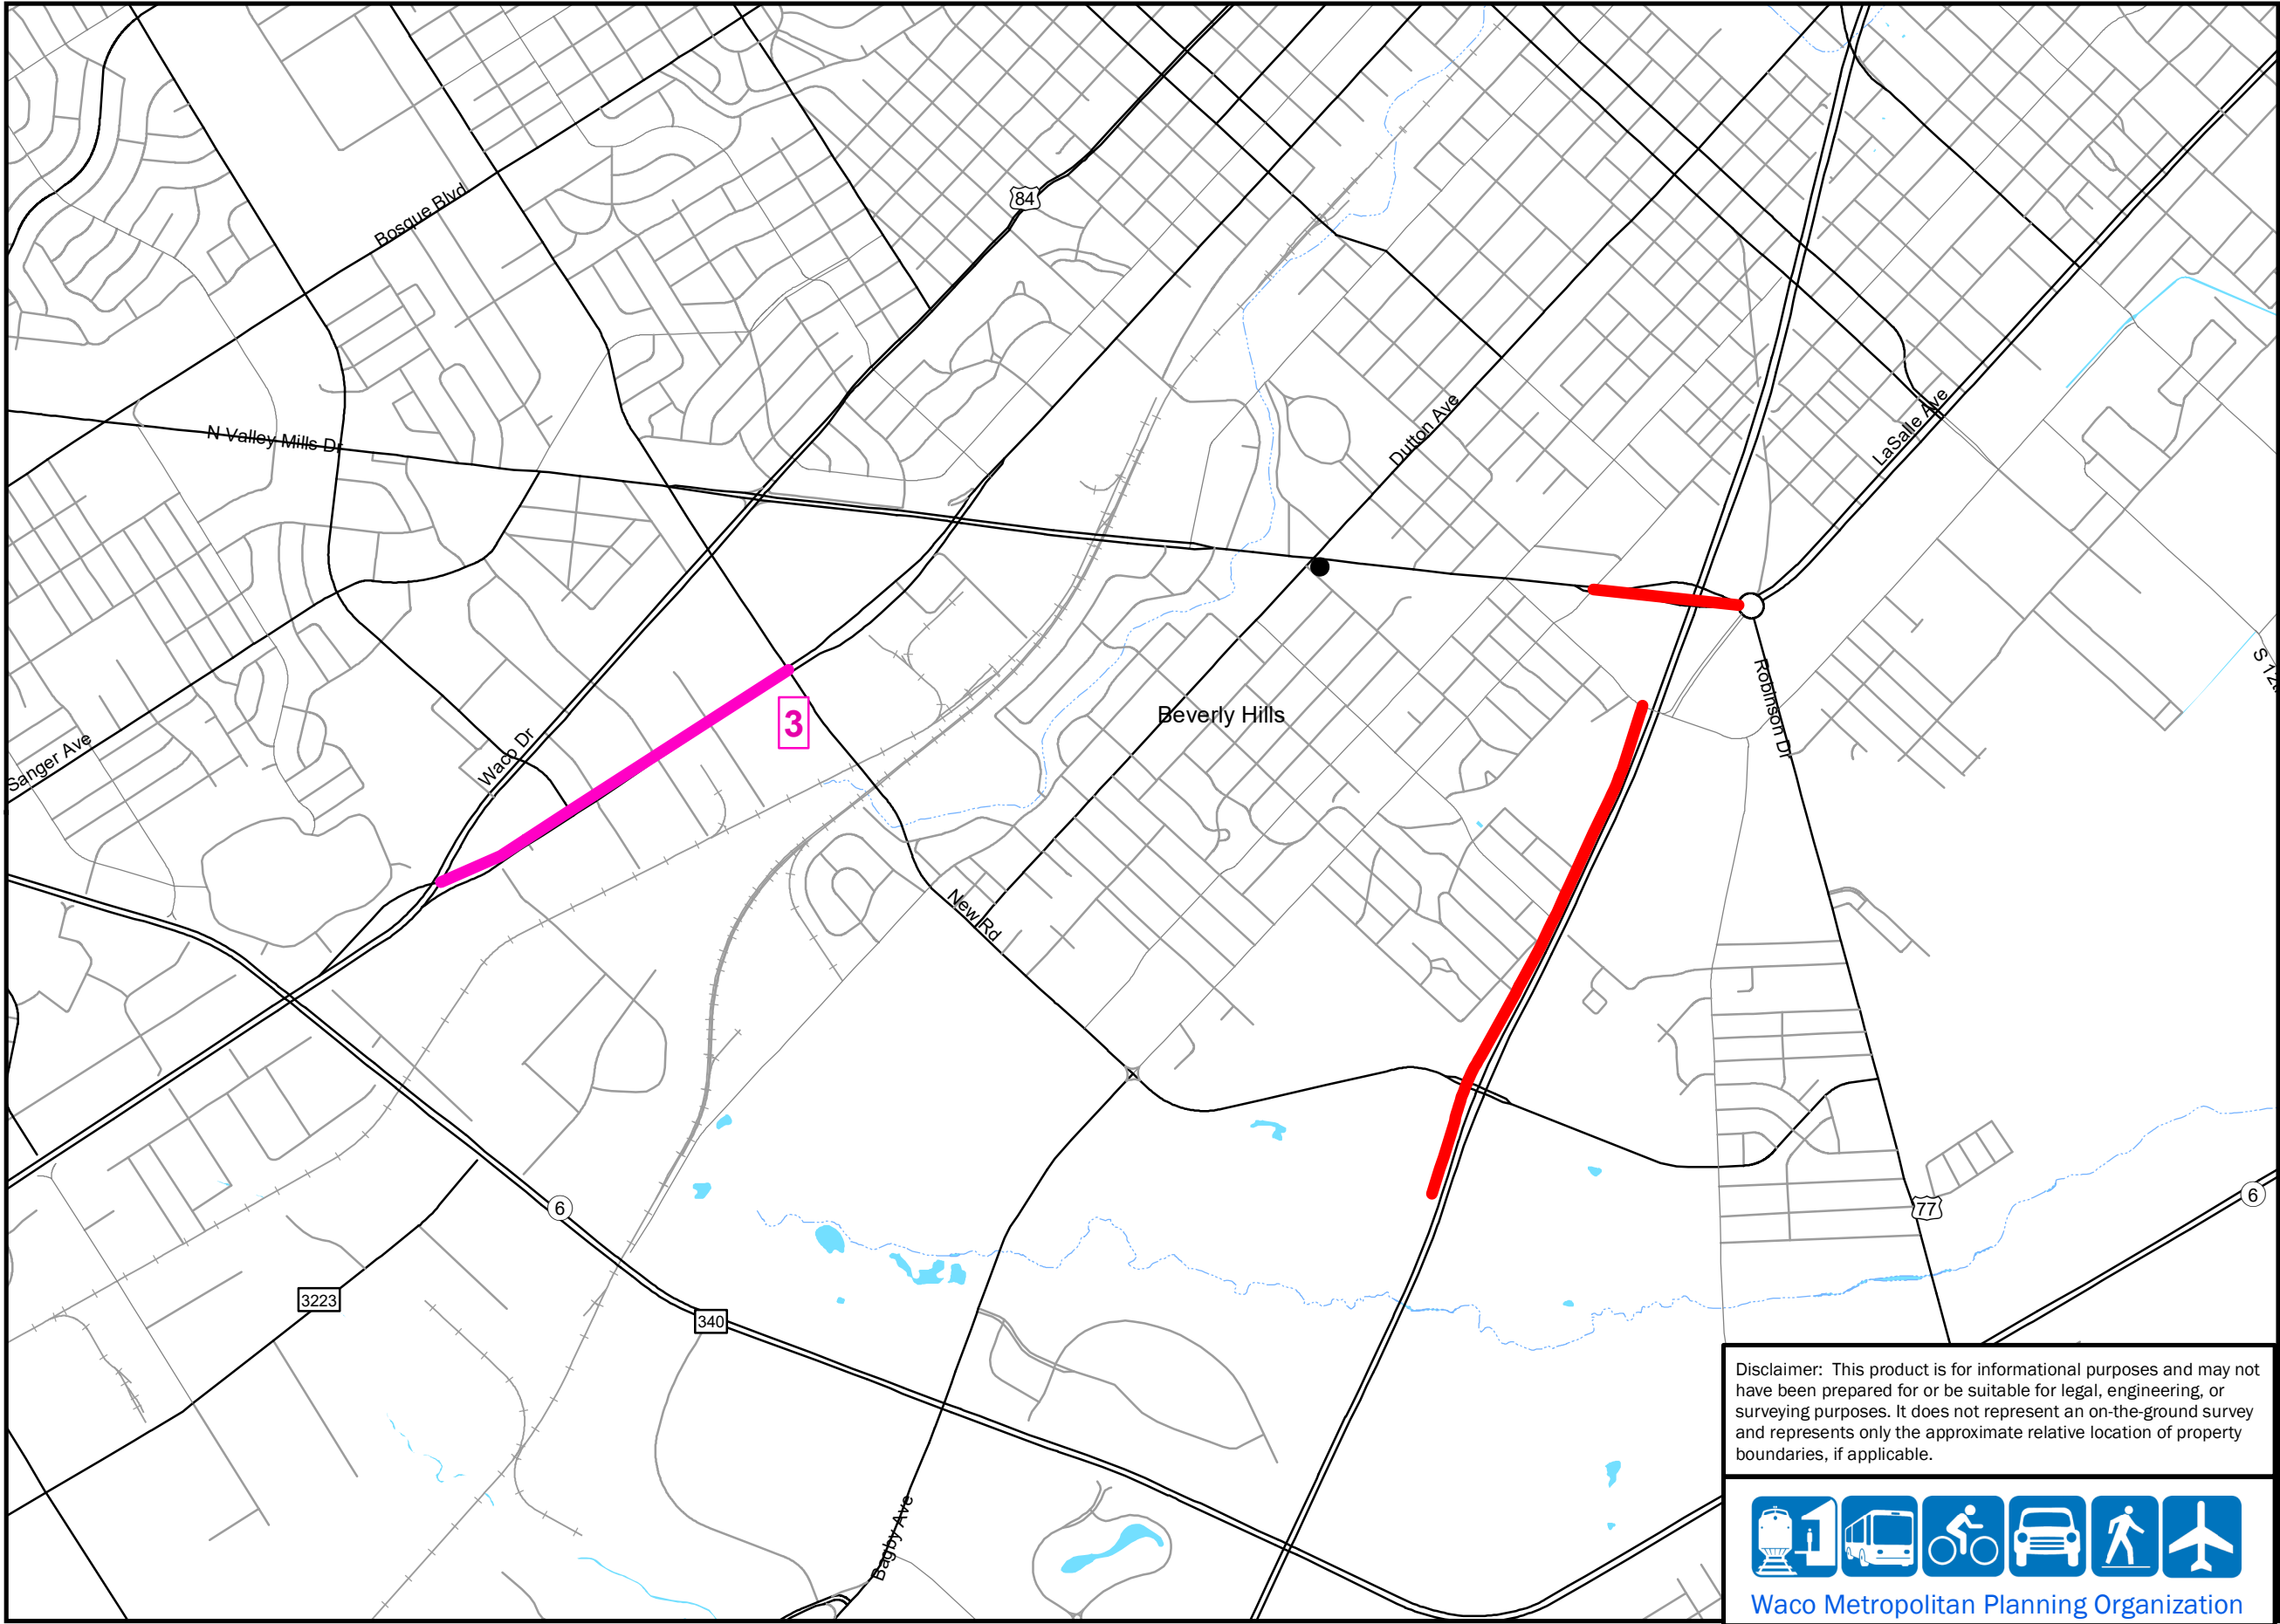 84
Bosque Blvd
N Valley Mills Dr
Dutton Ave
LaSalle Ave
Robinson Dr
S 12t
3
Beverly Hills
Waco Dr
Sanger Ave
New Rd
6
77
6
3223
340
Bagby Ave
Disclaimer: This product is for informational purposes and may not
have been prepared for or be suitable for legal, engineering, or
surveying purposes. It does not represent an on-the-ground survey
and represents only the approximate relative location of property
boundaries, if applicable.
Waco Metropolitan Planning Organization